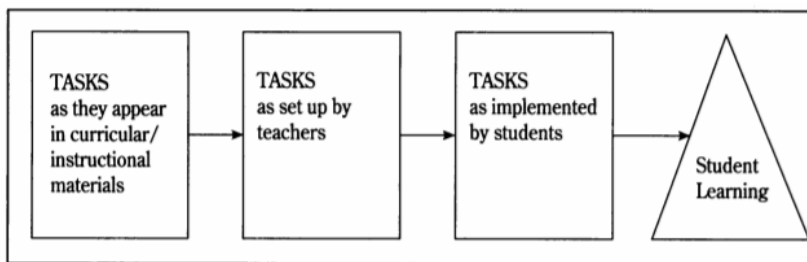 TASKS
as they appear
in curricular/
instructional
materials
TASKS
as set up by
teachers
TASKS
as implemented
by students
Student
Learning